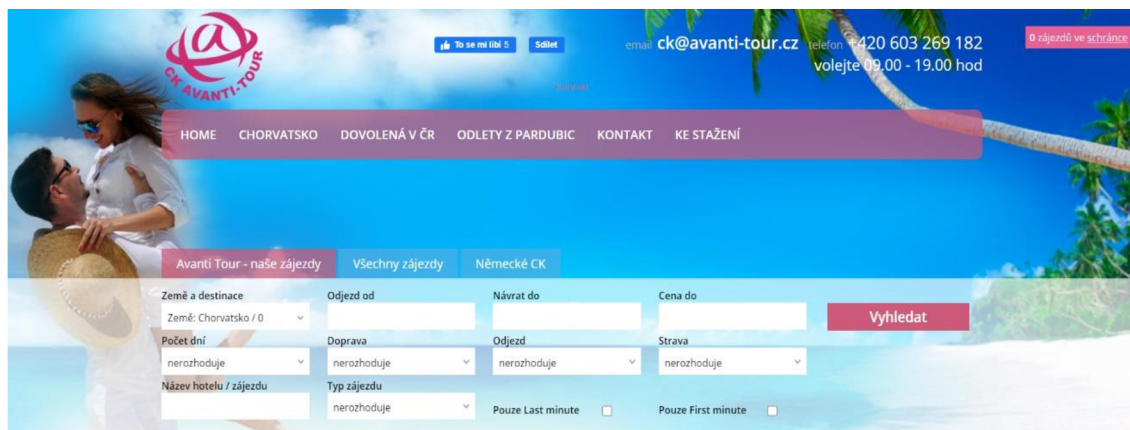 @
CK AVANTI-TOUR
To se mi líbí 5 Sdílet
email ck@avanti-tour.cz telefon +420 603 269 182
volejte 09.00 - 19.00 hod
0 zájezdů ve schránce
Kontakt
HOME CHORVATSKO DOVOLENÁ V ČR ODLETY Z PARDUBIC KONTAKT KE STAŽENÍ
Avanti Tour - naše zájezdy Všechny zájezdy Německé CK
Země a destinace Odjezd od Návrat do Cena do
Země: Chorvatsko / 0 Vyhledat
Počet dní Doprava Odjezd Strava
nerozhoduje nerozhoduje nerozhoduje nerozhoduje
Název hotelu / zájezdu Typ zájezdu
nerozhoduje Pouze Last minute Pouze First minute